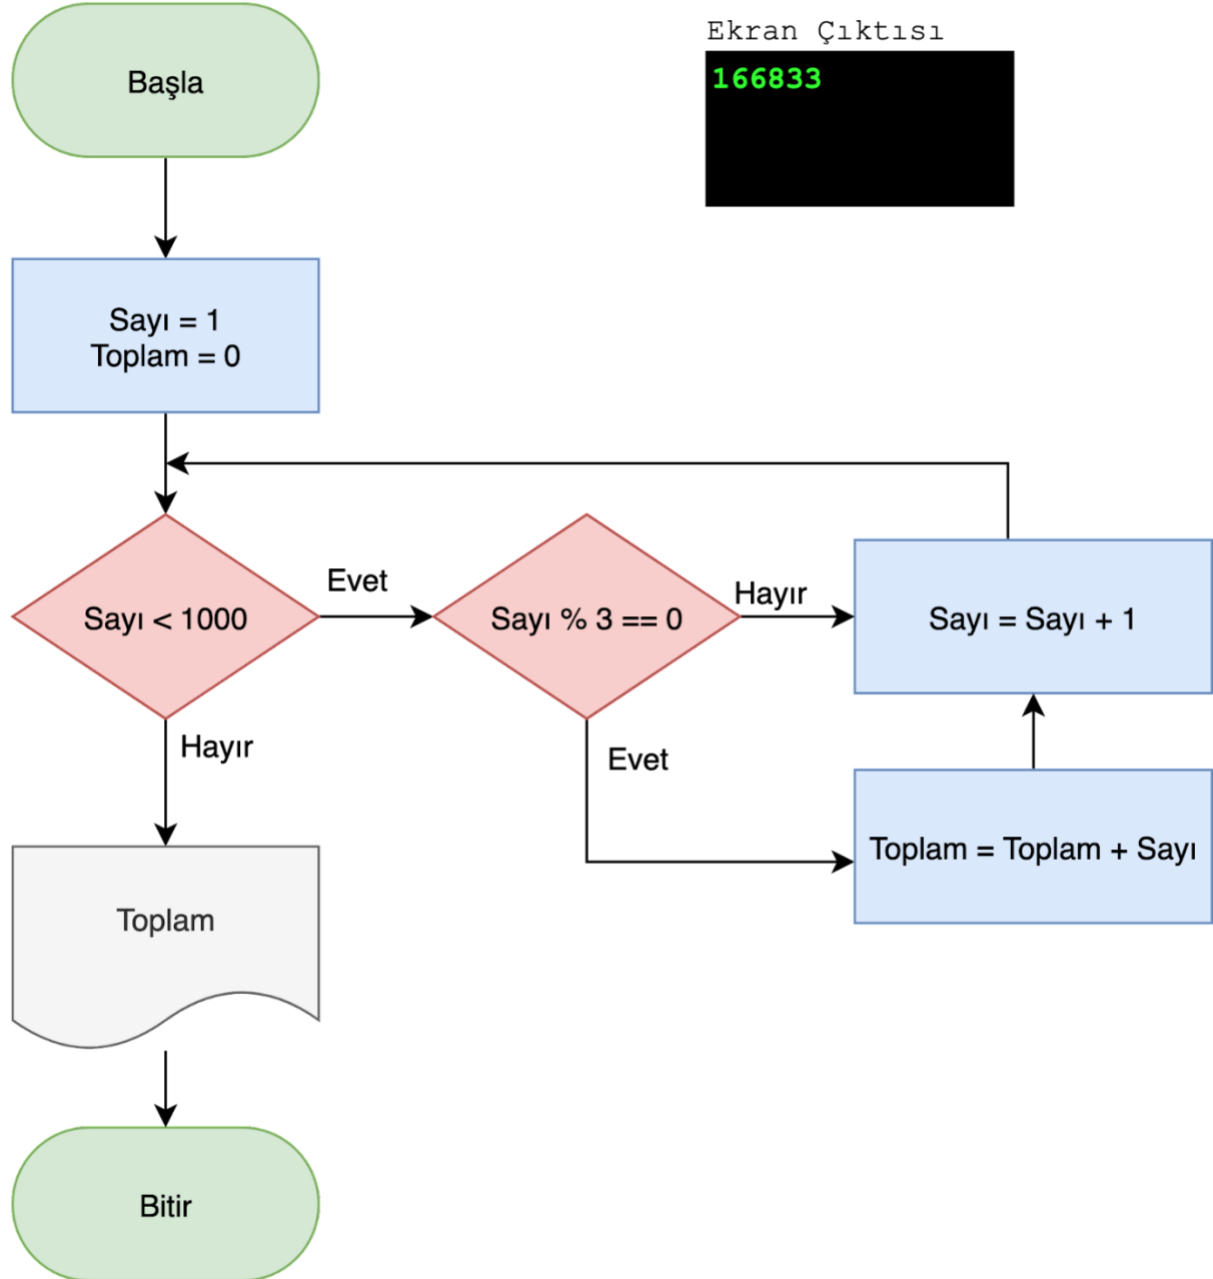 Ekran Çıktısı
166833
Başla
Sayı = 1
Toplam = 0
Sayı < 1000
Evet
Sayı % 3 == 0
Hayır
Sayı = Sayı + 1
Hayır
Evet
Toplam = Toplam + Sayı
Toplam
Bitir